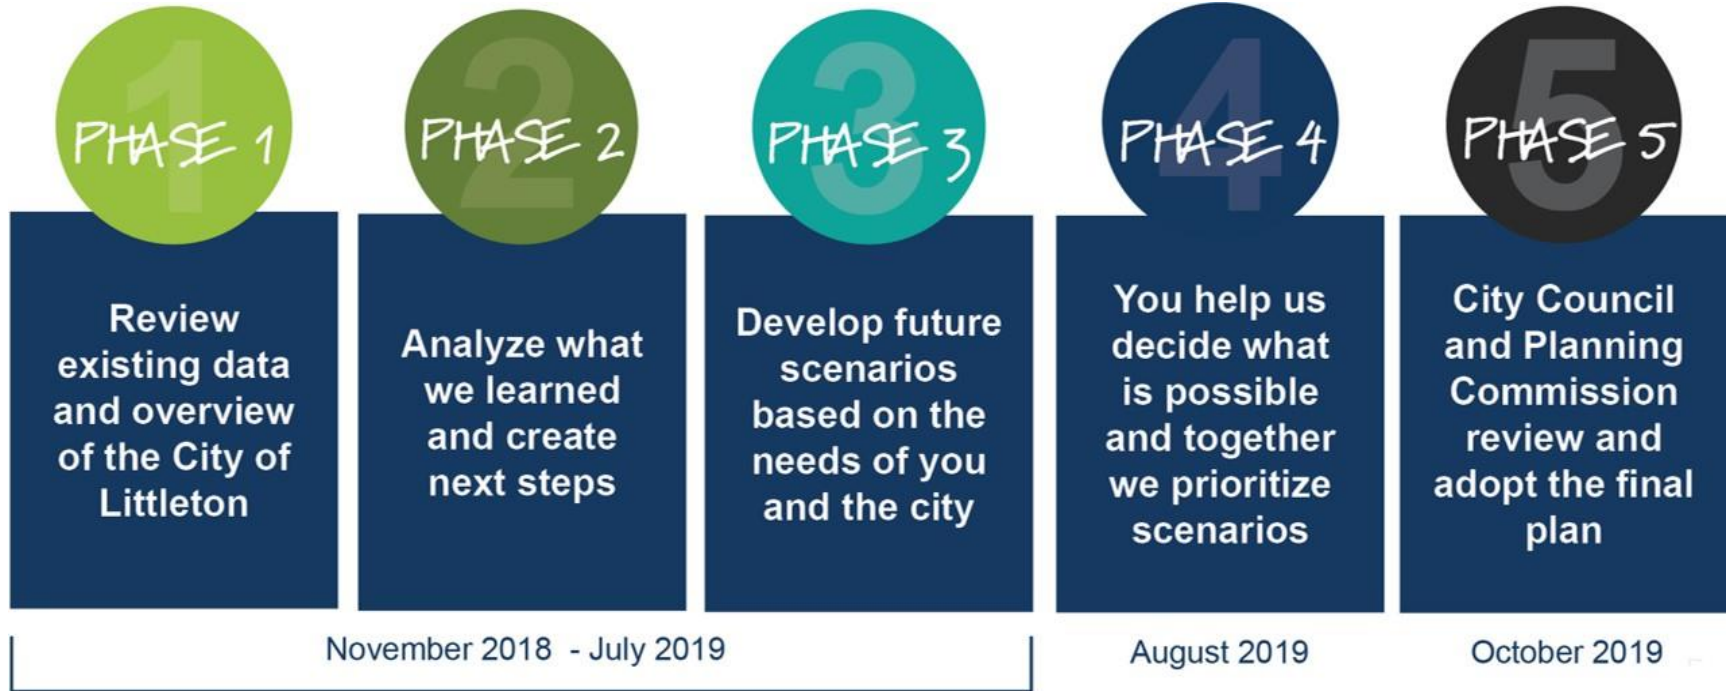 PHASE 1
Review
existing data
and overview
of the City of
Littleton
PHASE 2
Analyze what
we learned
and create
next steps
PHASE 3
Develop future
scenarios
based on the
needs of you
and the city
PHASE 4
You help us
decide what
is possible
and together
we prioritize
scenarios
PHASE 5
City Council
and Planning
Commission
review and
adopt the final
plan
November 2018 - July 2019
August 2019
October 2019